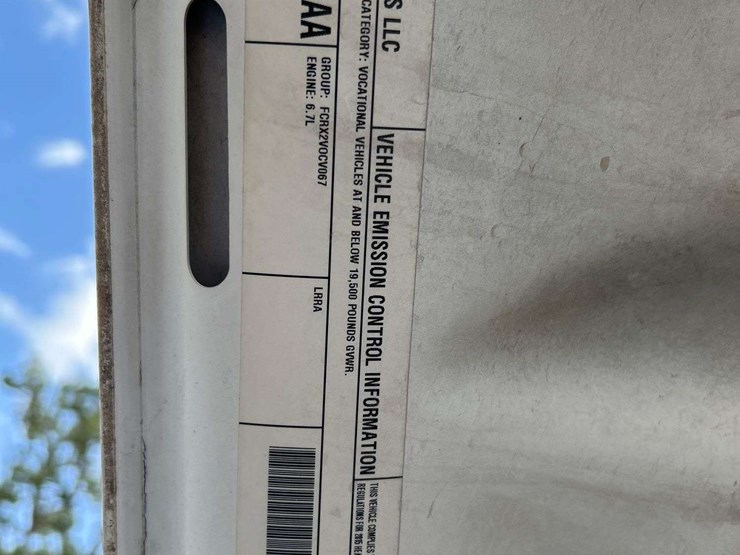 S LLC
VEHICLE EMISSION CONTROL INFORMATION
THIS VEHICLE COMPLIES
REGULATIONS FOR 2015 HE
CATEGORY: VOCATIONAL VEHICLES AT AND BELOW 19,500 POUNDS GVWR.
AA
GROUP: FCRX2VOCV067
ENGINE: 6.7L
LRRA